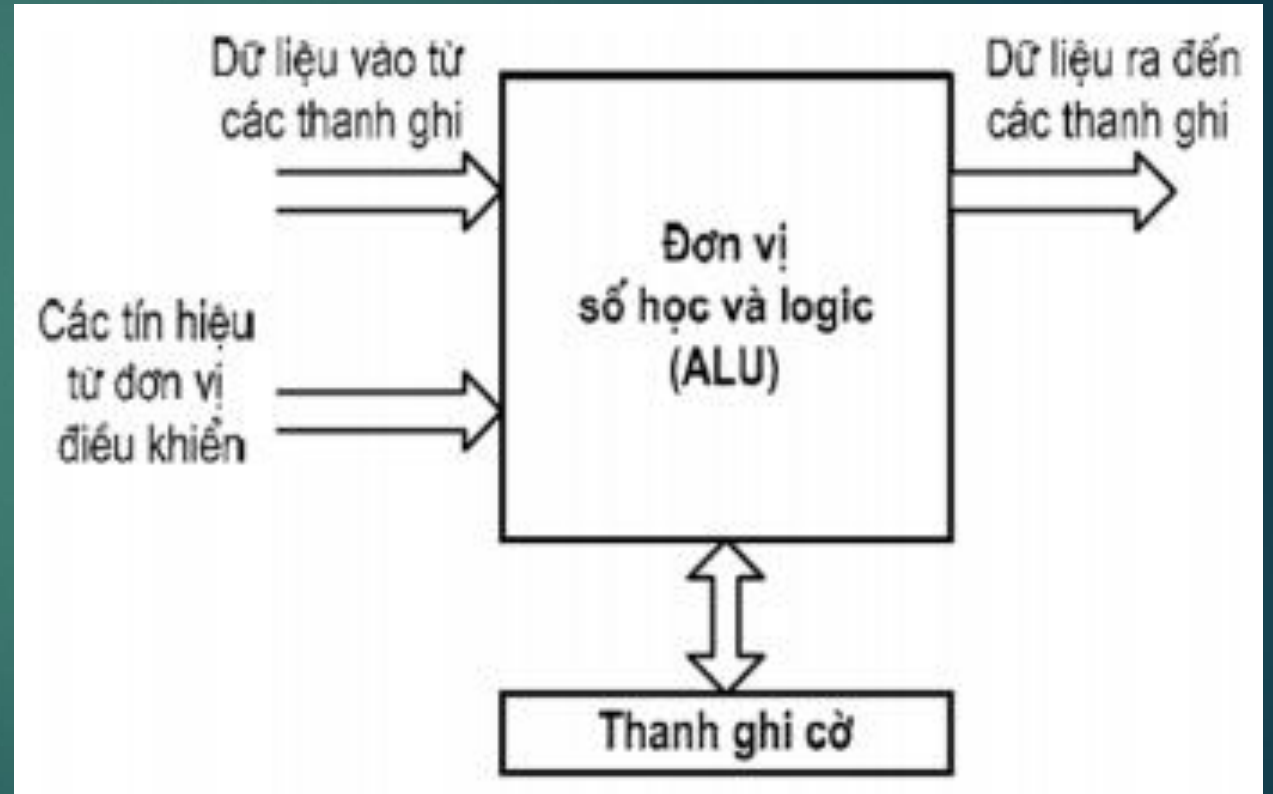 Dữ liệu vào từ
các thanh ghi
Dữ liệu ra đến
các thanh ghi
Đơn vị
số học và logic
(ALU)
Các tín hiệu
từ đơn vị
điều khiển
Thanh ghi cờ